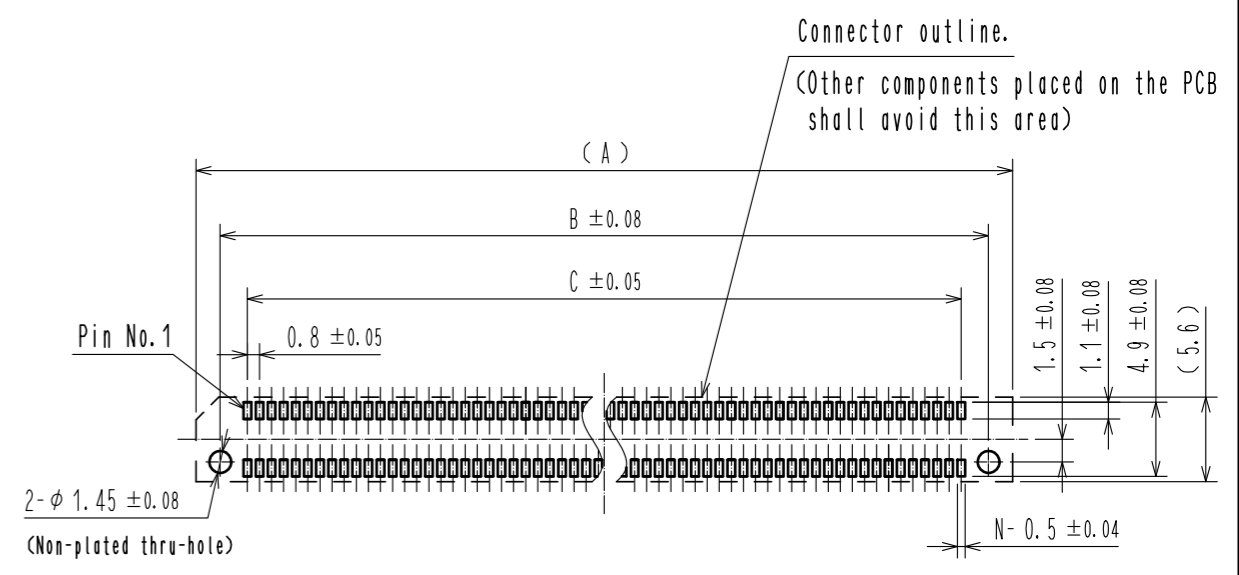 Connector outline.
(Other components placed on the PCB
shall avoid this area)
( A )
B ±0.08
C ±0.05
Pin No.1
0.8 ±0.05
1.5 ±0.08
1.1 ±0.08
4.9 ±0.08
( 5.6 )
2- φ 1.45 ±0.08
(Non-plated thru-hole)
N- 0.5 ±0.04